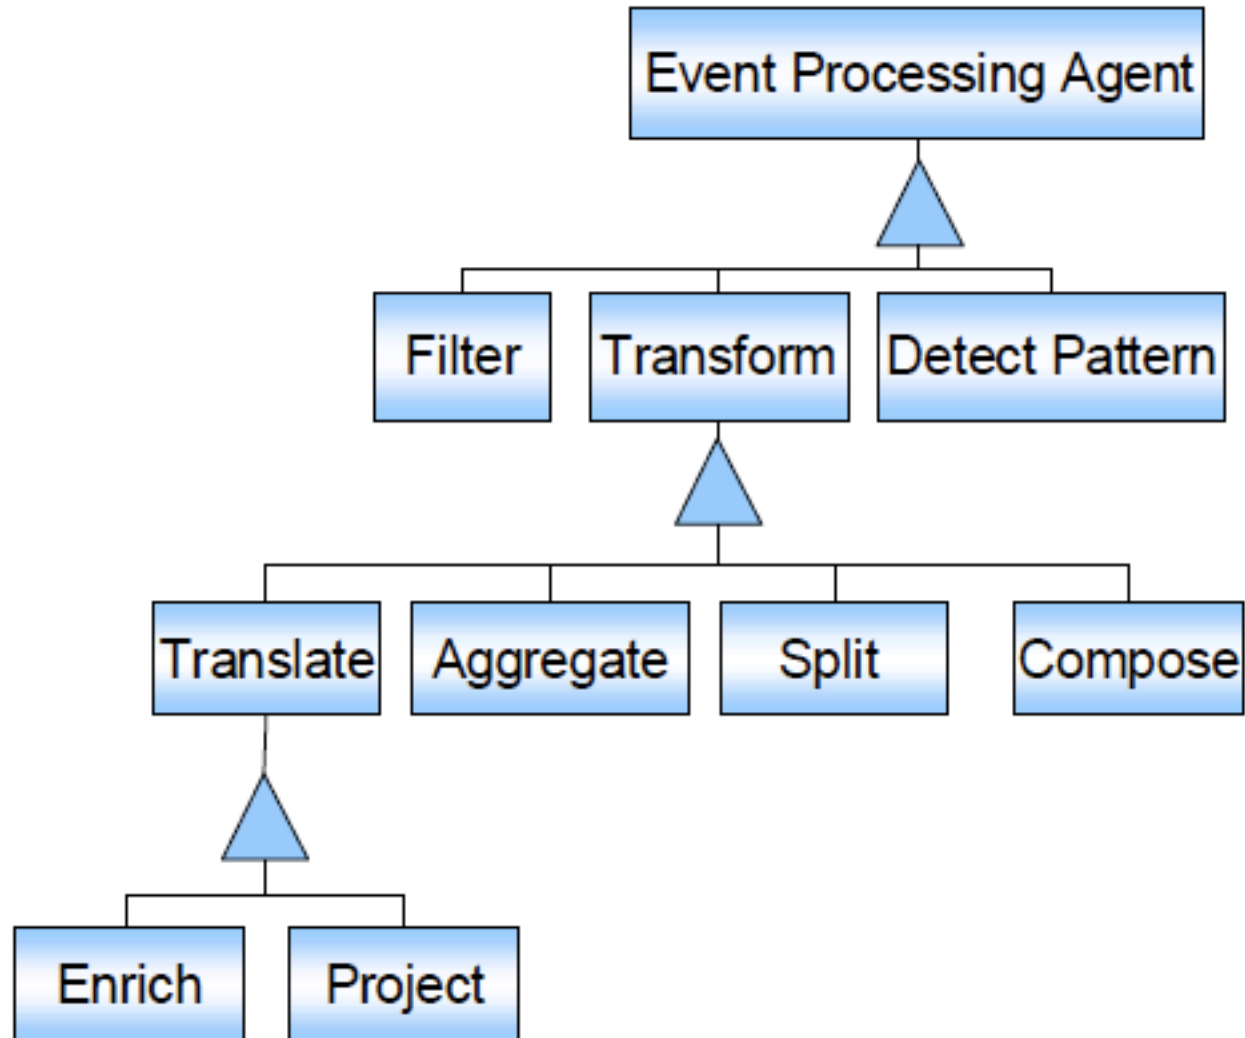 Event Processing Agent
Filter
Transform
Detect Pattern
Translate
Aggregate
Split
Compose
Enrich
Project